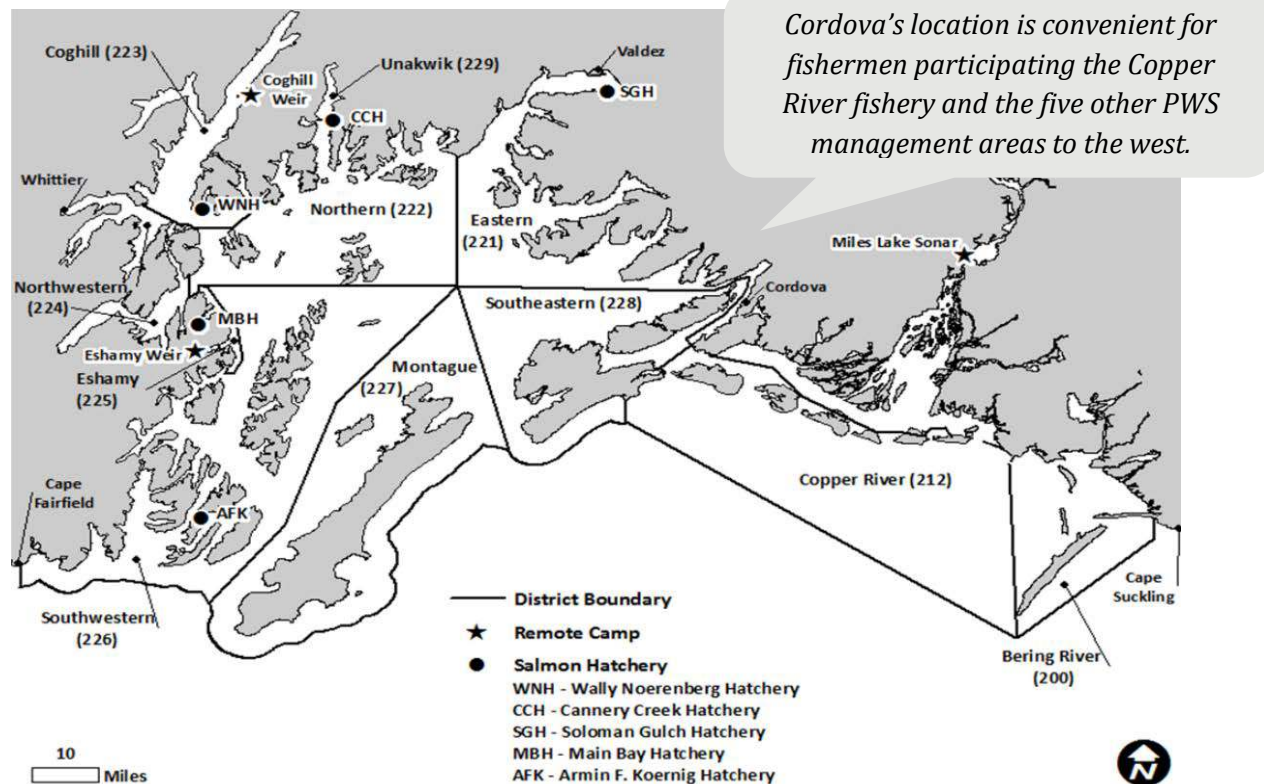 Cordova’s location is convenient for
fishermen participating the Copper
River fishery and the five other PWS
management areas to the west.
Coghill (223)
Coghill
Weir
Unakwik (229)
Valdez
SGH
CCH
Whittier
WNH
Northern (222)
Eastern
(221)
Miles Lake Sonar
Northwestern
(224)
MBH
Southeastern (228)
Cordova
Eshamy Weir
Eshamy
(225)
Montague
(227)
Copper River (212)
Cape
Fairfield
AFK
Cape
Suckling
Southwestern
(226)
Bering River
(200)
District Boundary
Remote Camp
Salmon Hatchery
WNH - Wally Noerenberg Hatchery
CCH - Cannery Creek Hatchery
SGH - Soloman Gulch Hatchery
MBH - Main Bay Hatchery
AFK - Armin F. Koernig Hatchery
10
Miles
N